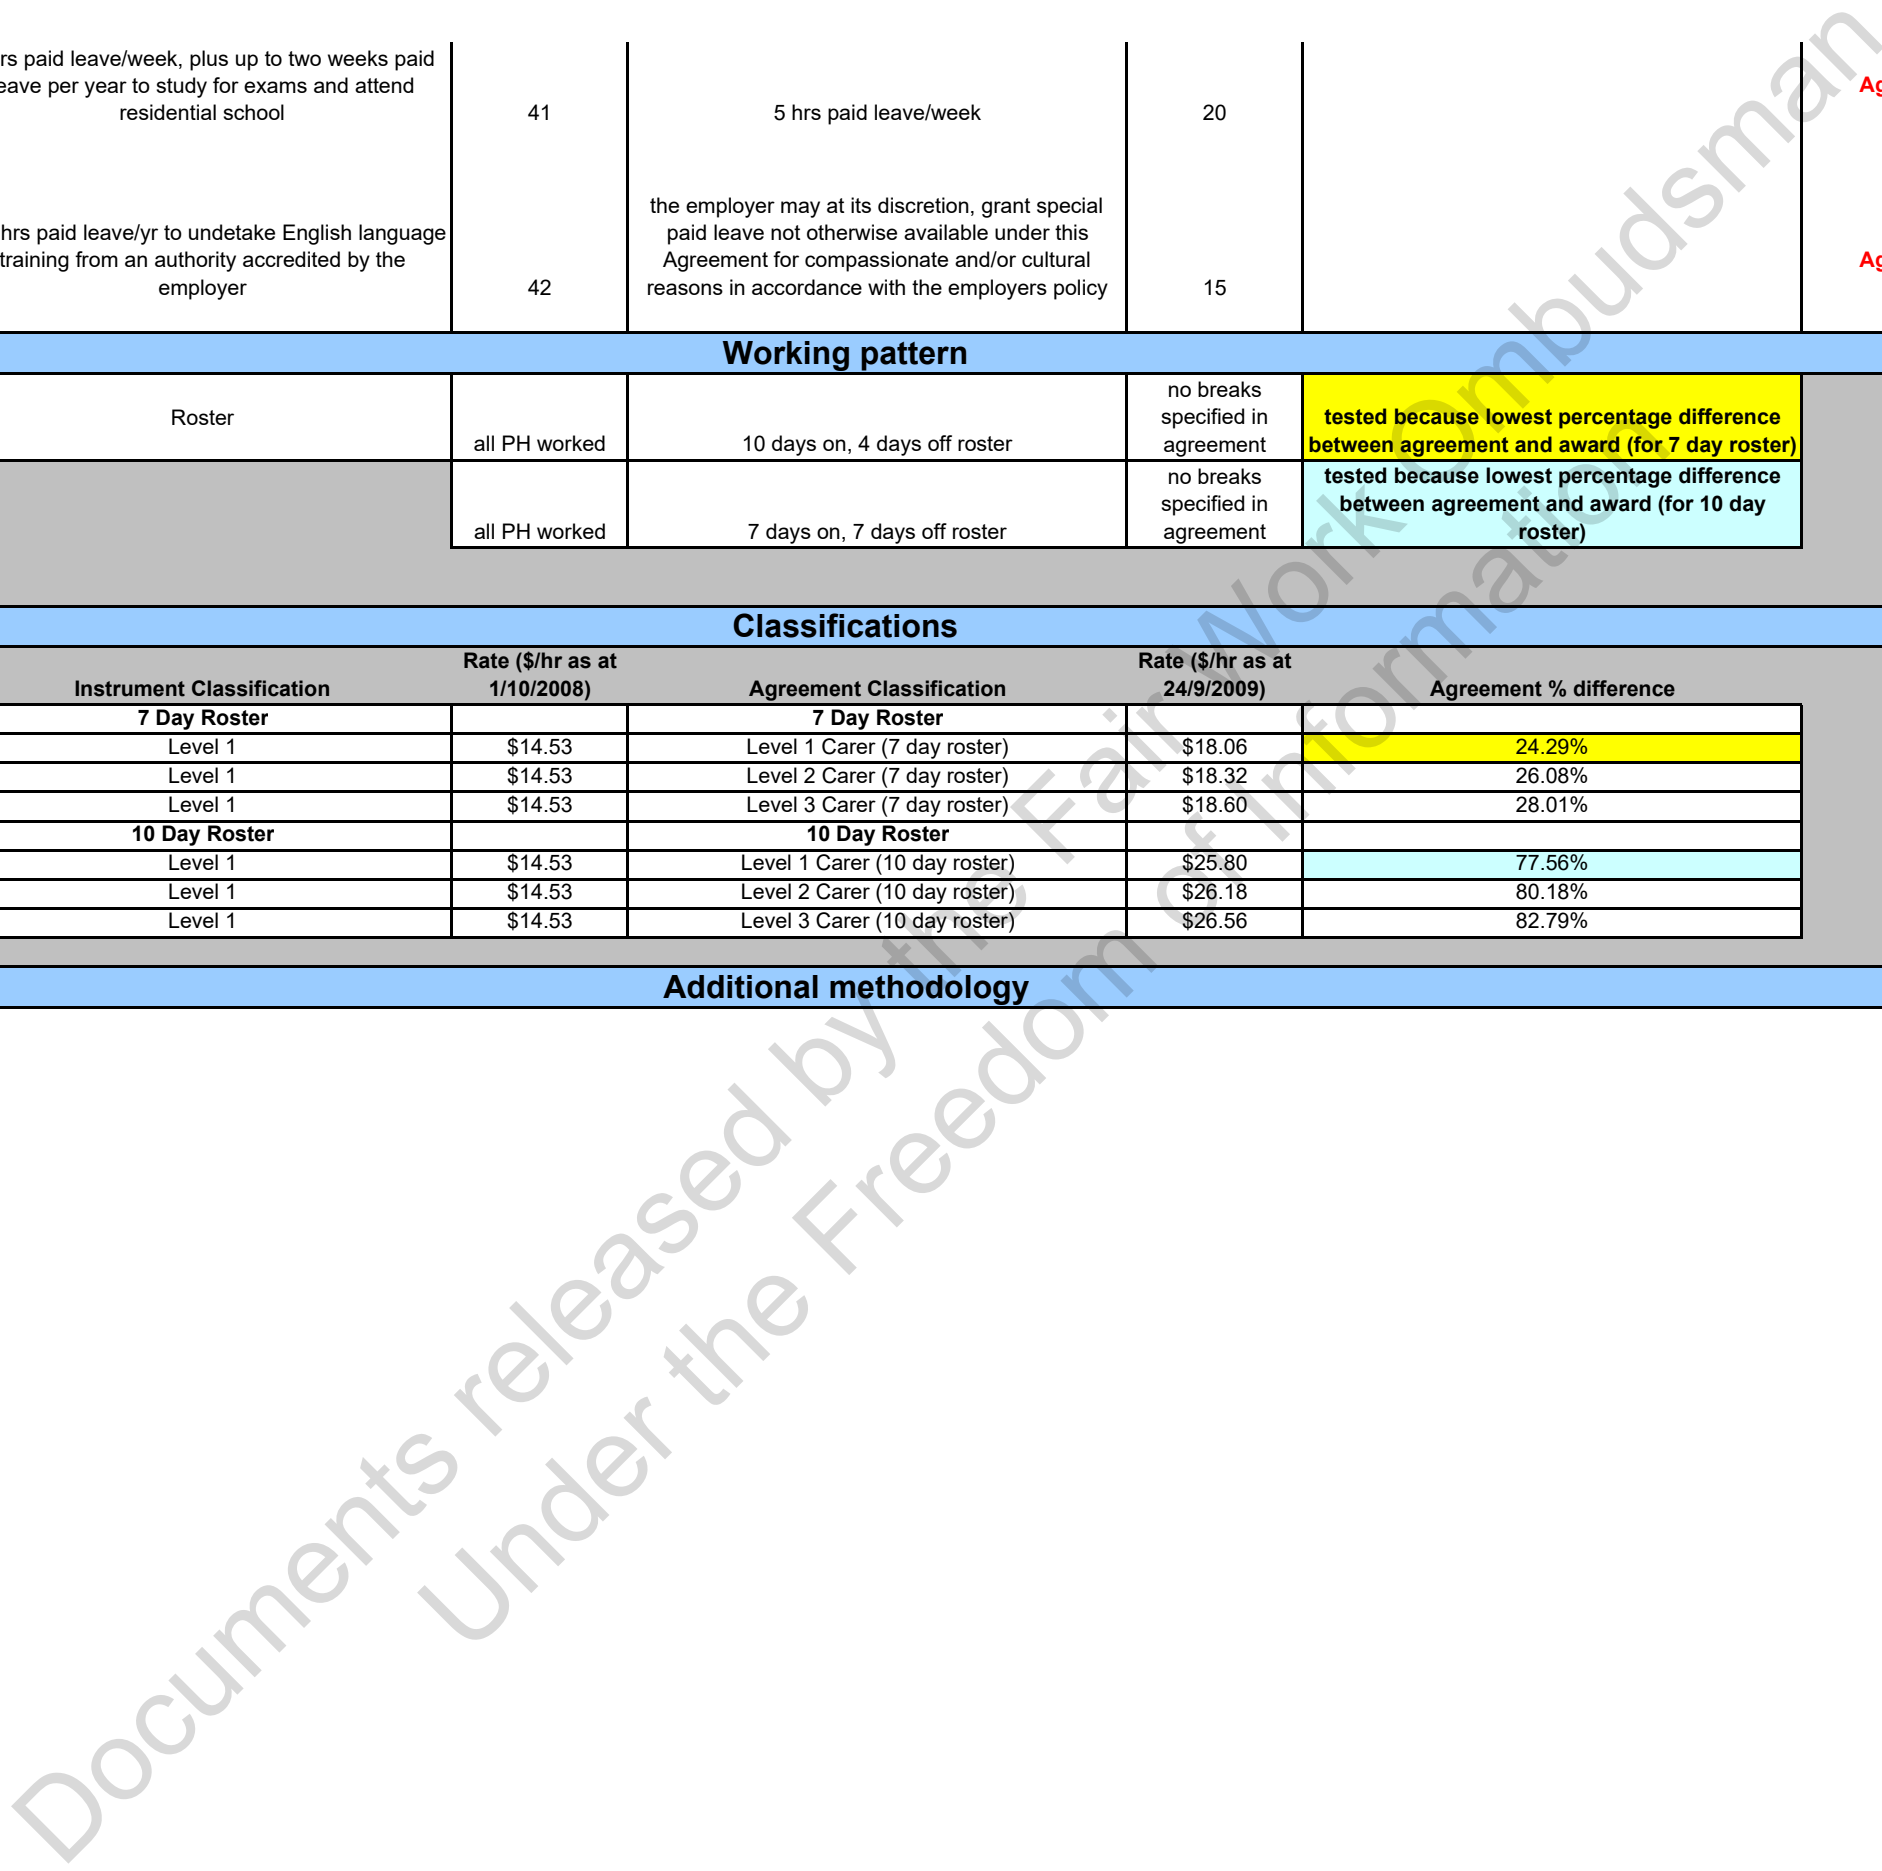 rs paid leave/week, plus up to two weeks paid
eave per year to study for exams and attend
residential school
41
5 hrs paid leave/week
20
Ag
hrs paid leave/yr to undetake English language
training from an authority accredited by the
employer
42
the employer may at its discretion, grant special
paid leave not otherwise available under this
Agreement for compassionate and/or cultural
reasons in accordance with the employers policy
15
Ag
Working pattern
Roster
all PH worked
10 days on, 4 days off roster
no breaks
specified in
agreement
tested because lowest percentage difference
between agreement and award (for 7 day roster)
all PH worked
7 days on, 7 days off roster
no breaks
specified in
agreement
tested because lowest percentage difference
between agreement and award (for 10 day
roster)
Classifications
Instrument Classification
Rate ($/hr as at
1/10/2008)
Agreement Classification
Rate ($/hr as at
24/9/2009)
Agreement % difference
7 Day Roster 7 Day Roster
Level 1 $14.53 Level 1 Carer (7 day roster) $18.06 24.29%
Level 1 $14.53 Level 2 Carer (7 day roster) $18.32 26.08%
Level 1 $14.53 Level 3 Carer (7 day roster) $18.60 28.01%
10 Day Roster 10 Day Roster
Level 1 $14.53 Level 1 Carer (10 day roster) $25.80 77.56%
Level 1 $14.53 Level 2 Carer (10 day roster) $26.18 80.18%
Level 1 $14.53 Level 3 Carer (10 day roster) $26.56 82.79%
Additional methodology
Documents released by the Fair Work Ombudsman
Under the Freedom of Information